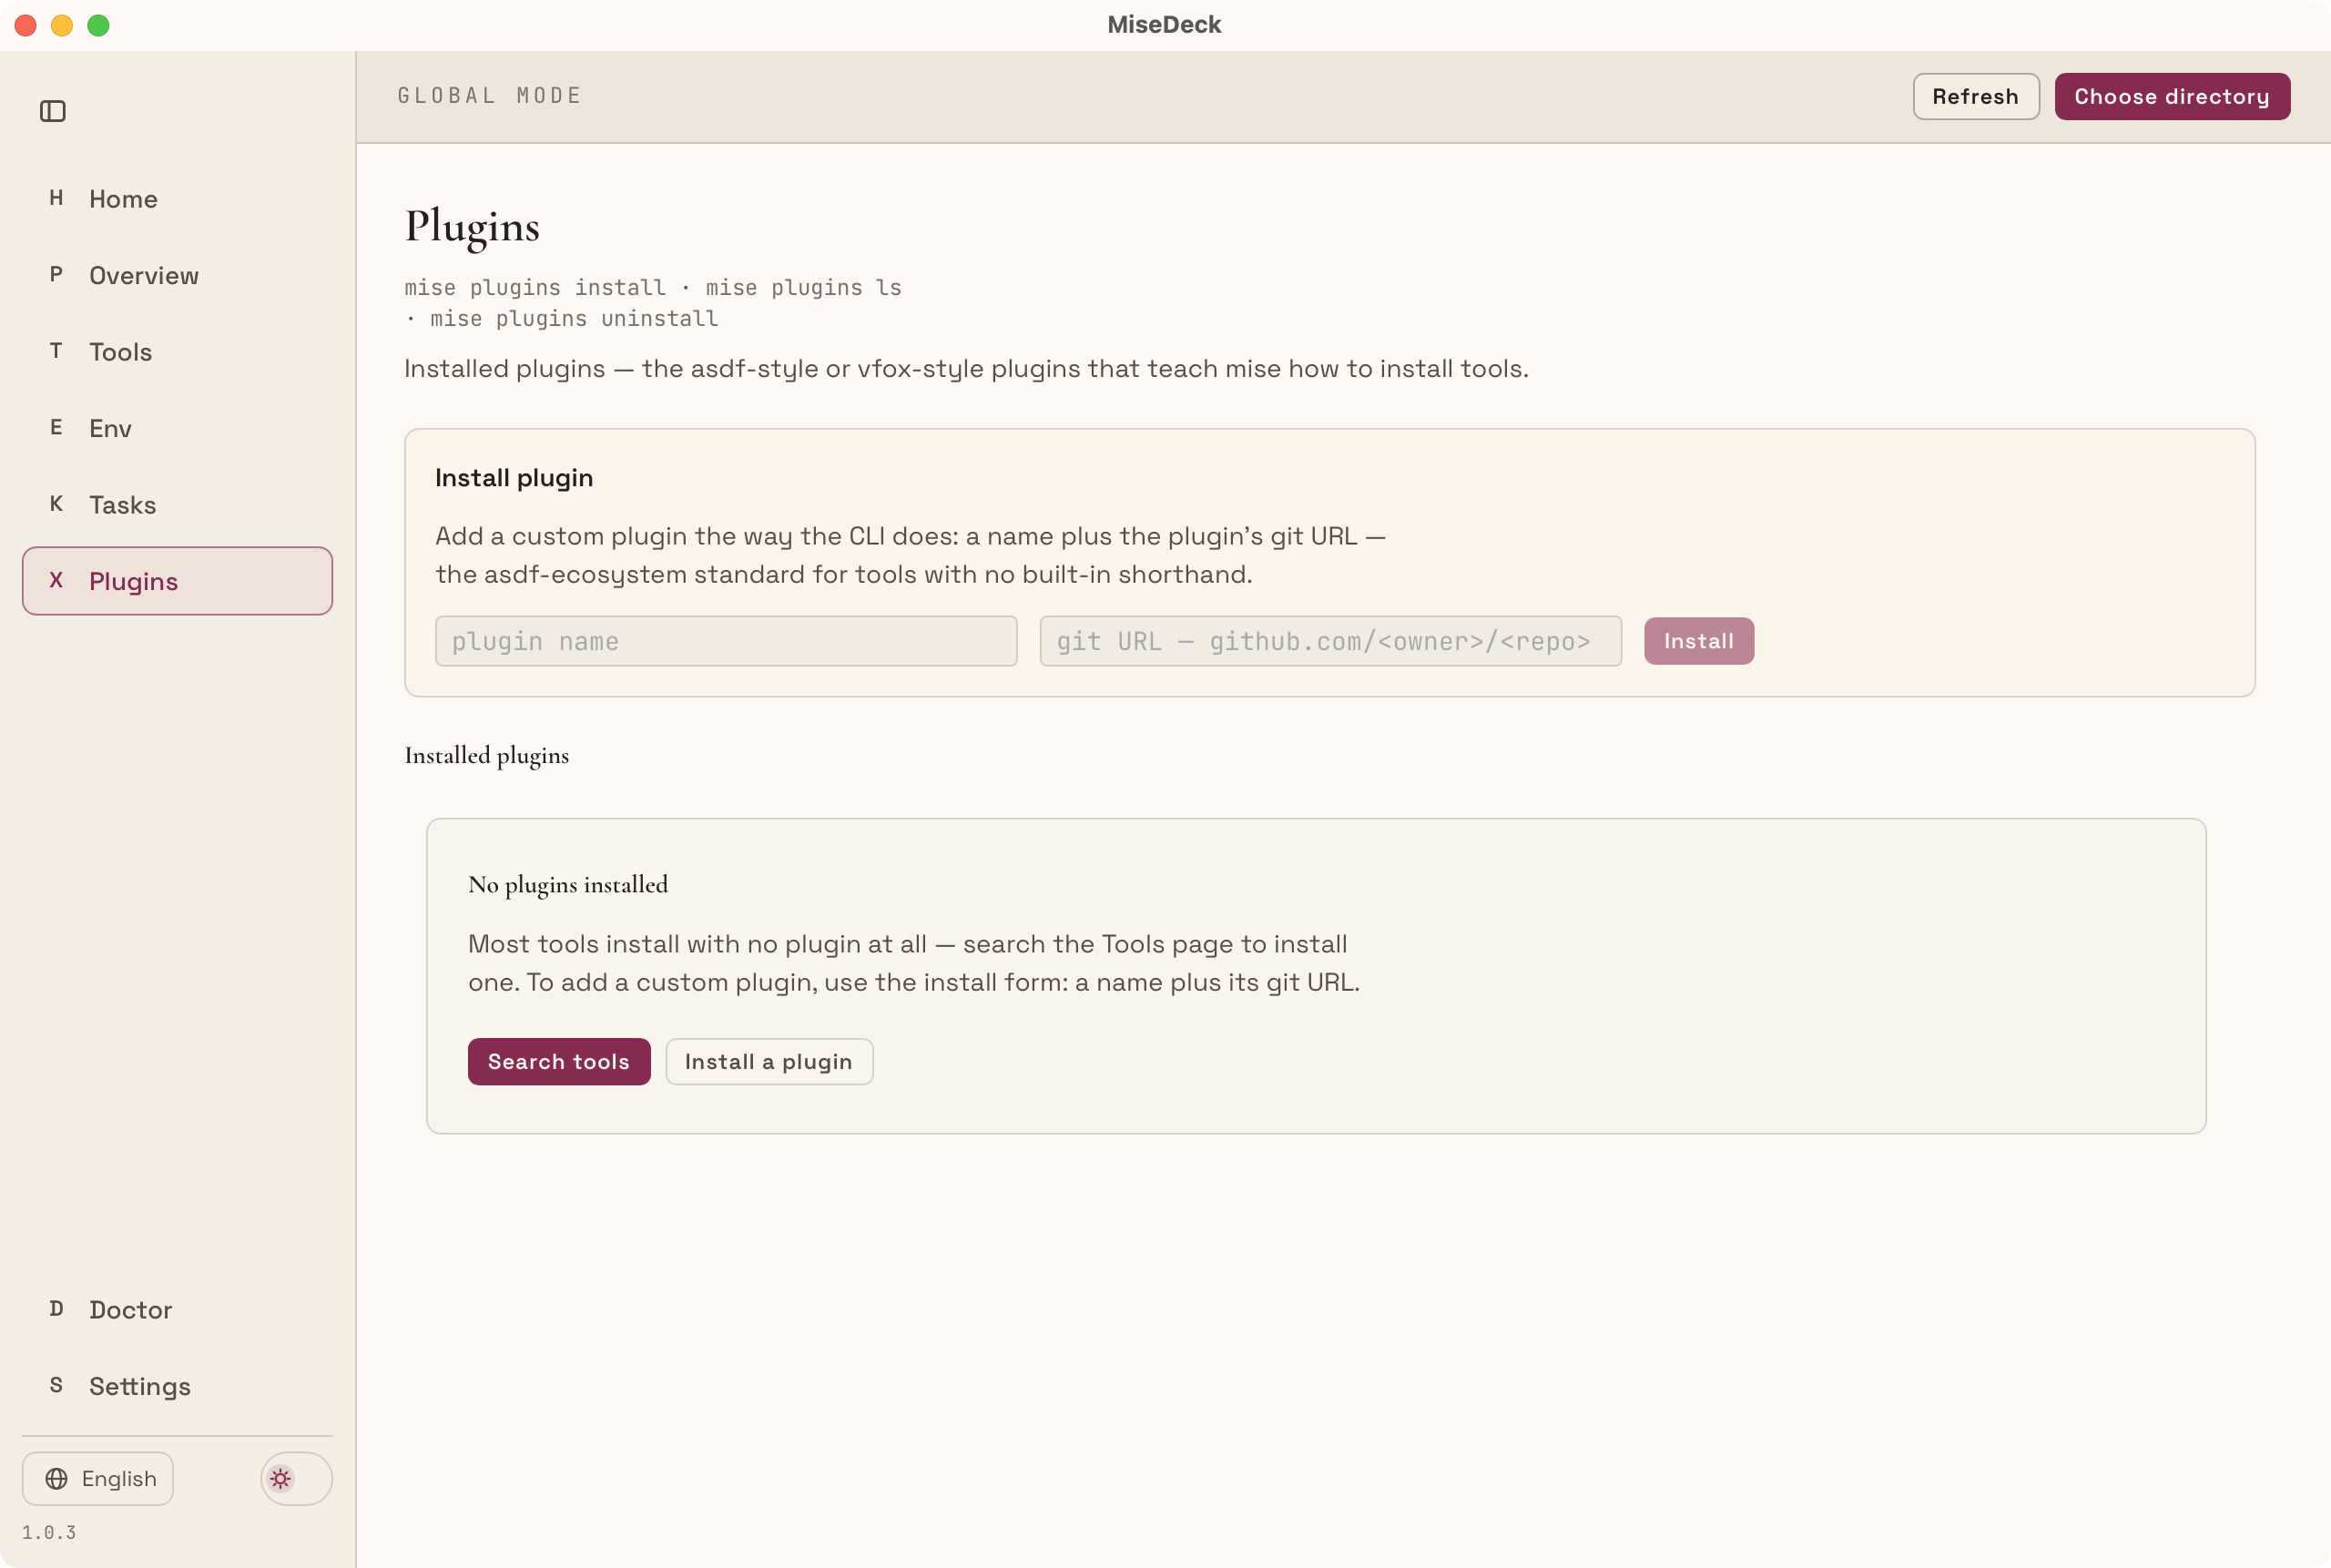 MiseDeck
GLOBAL MODE
Refresh
Choose directory
H Home
P Overview
T Tools
E Env
K Tasks
X Plugins
D Doctor
S Settings
English
1.0.3
Plugins
mise plugins install · mise plugins ls
· mise plugins uninstall
Installed plugins — the asdf-style or vfox-style plugins that teach mise how to install tools.
Install plugin
Add a custom plugin the way the CLI does: a name plus the plugin’s git URL —
the asdf-ecosystem standard for tools with no built-in shorthand.
plugin name
git URL — github.com/<owner>/<repo>
Install
Installed plugins
No plugins installed
Most tools install with no plugin at all — search the Tools page to install
one. To add a custom plugin, use the install form: a name plus its git URL.
Search tools
Install a plugin